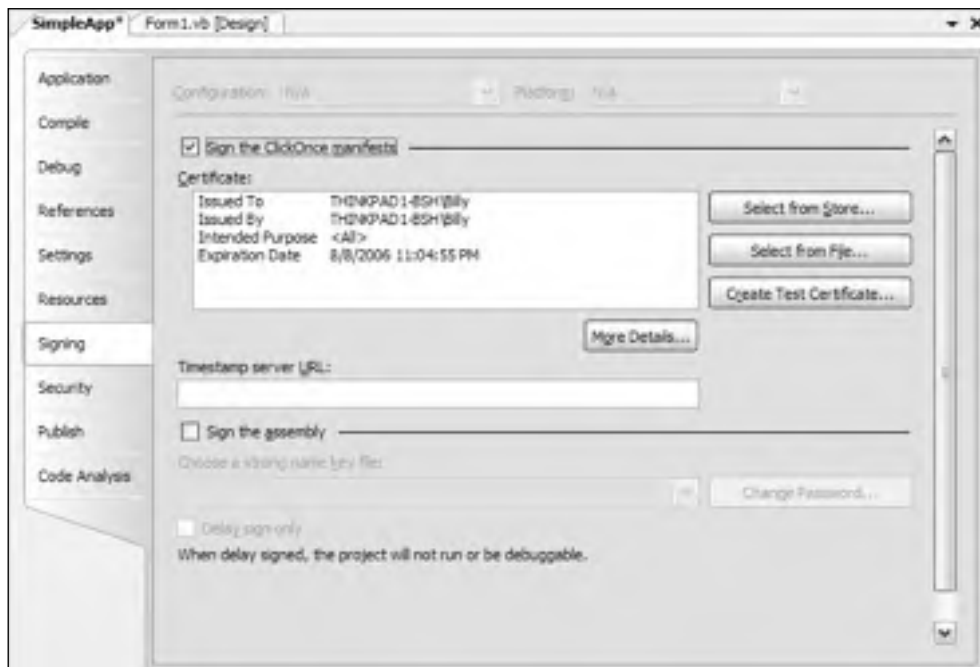 SimpleApp* Form1.vb [Design]
Application
Compile
Debug
References
Settings
Resources
Signing
Security
Publish
Code Analysis
Configuration: N/A Platform: N/A
Sign the ClickOnce manifests
Certificate:
Issued To THINKPAD1-BSH\Billy
Issued By THINKPAD1-BSH\Billy
Intended Purpose <All>
Expiration Date 8/8/2006 11:04:55 PM
Select from Store...
Select from File...
Create Test Certificate...
More Details...
Timestamp server URL:
Sign the assembly
Choose a strong name key file:
Change Password...
Delay sign only
When delay signed, the project will not run or be debuggable.